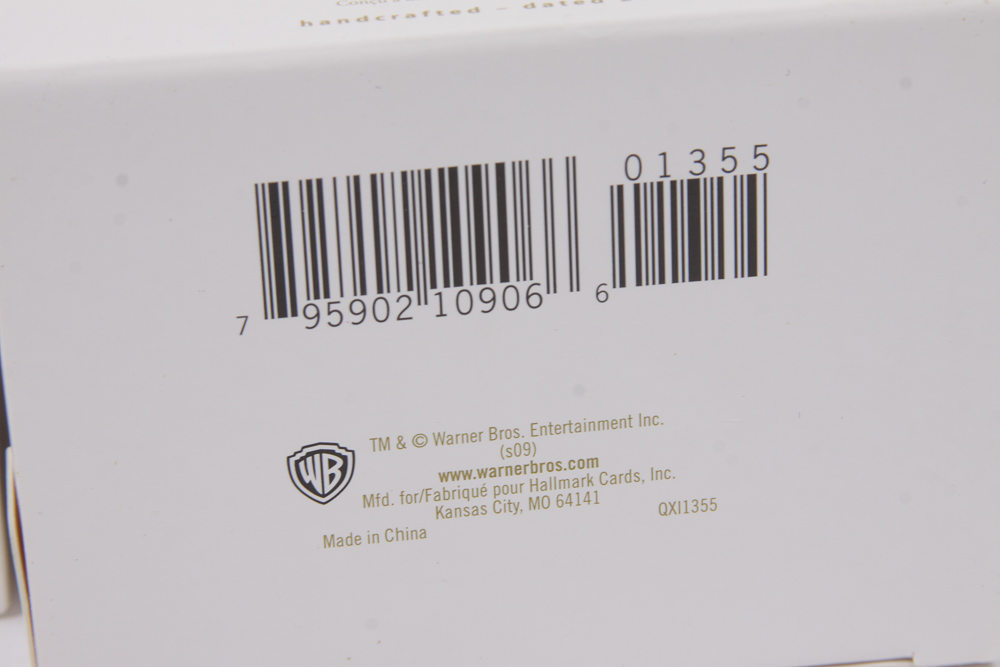 handcrafted - dated
01355
7 95902 10906 6
WB
TM & © Warner Bros. Entertainment Inc.
(s09)
www.warnerbros.com
Mfd. for/Fabriqué pour Hallmark Cards, Inc.
Kansas City, MO 64141
QXI1355
Made in China